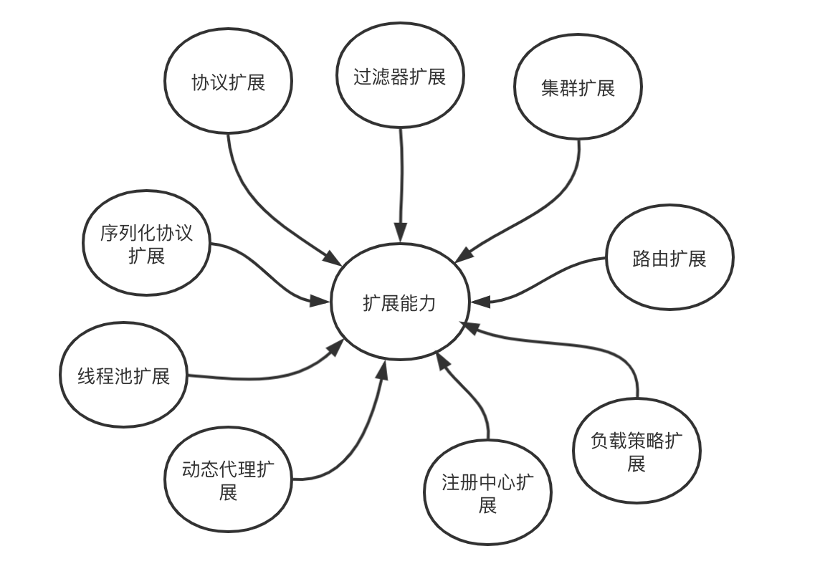 协议扩展
过滤器扩展
集群扩展
序列化协议
扩展
路由扩展
扩展能力
线程池扩展
动态代理扩
展
注册中心扩
展
负载策略扩
展